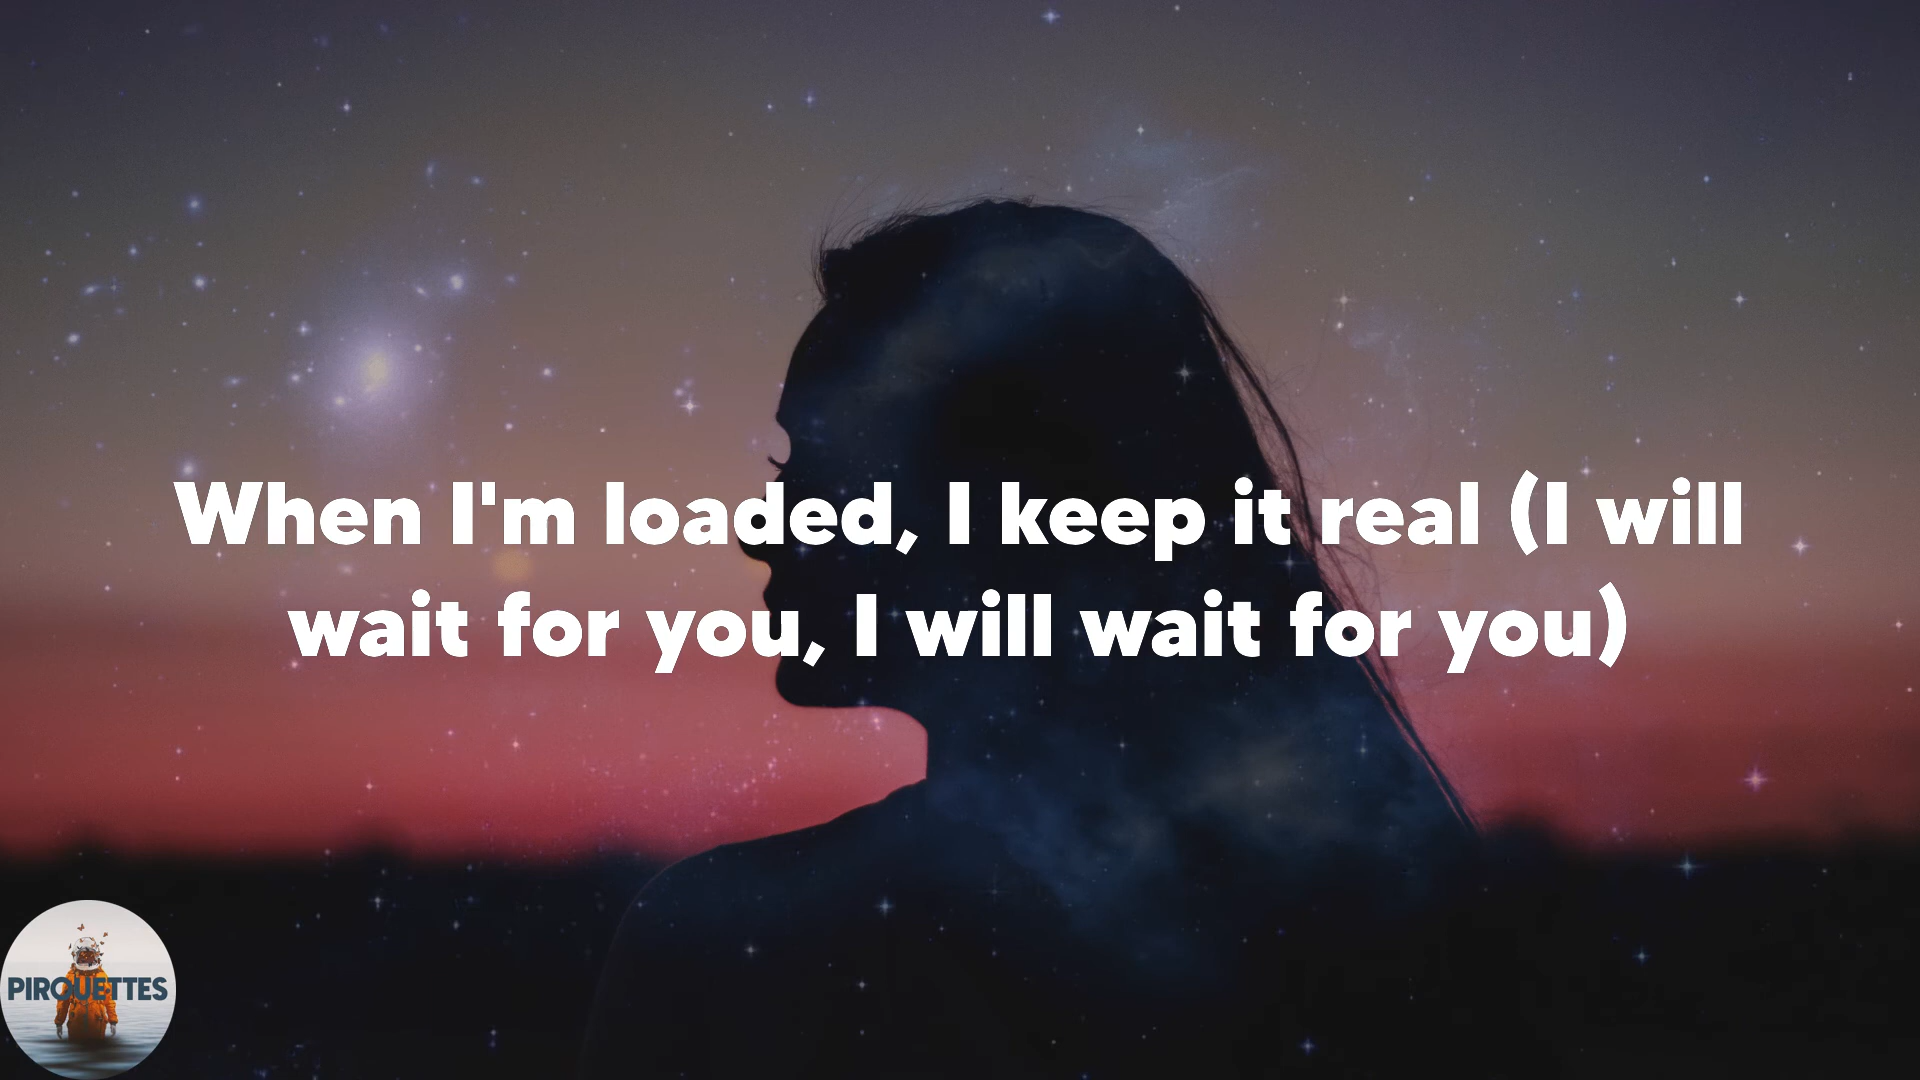 When I'm loaded, I keep it real (I will
wait for you, I will wait for you)
PIROUETTES